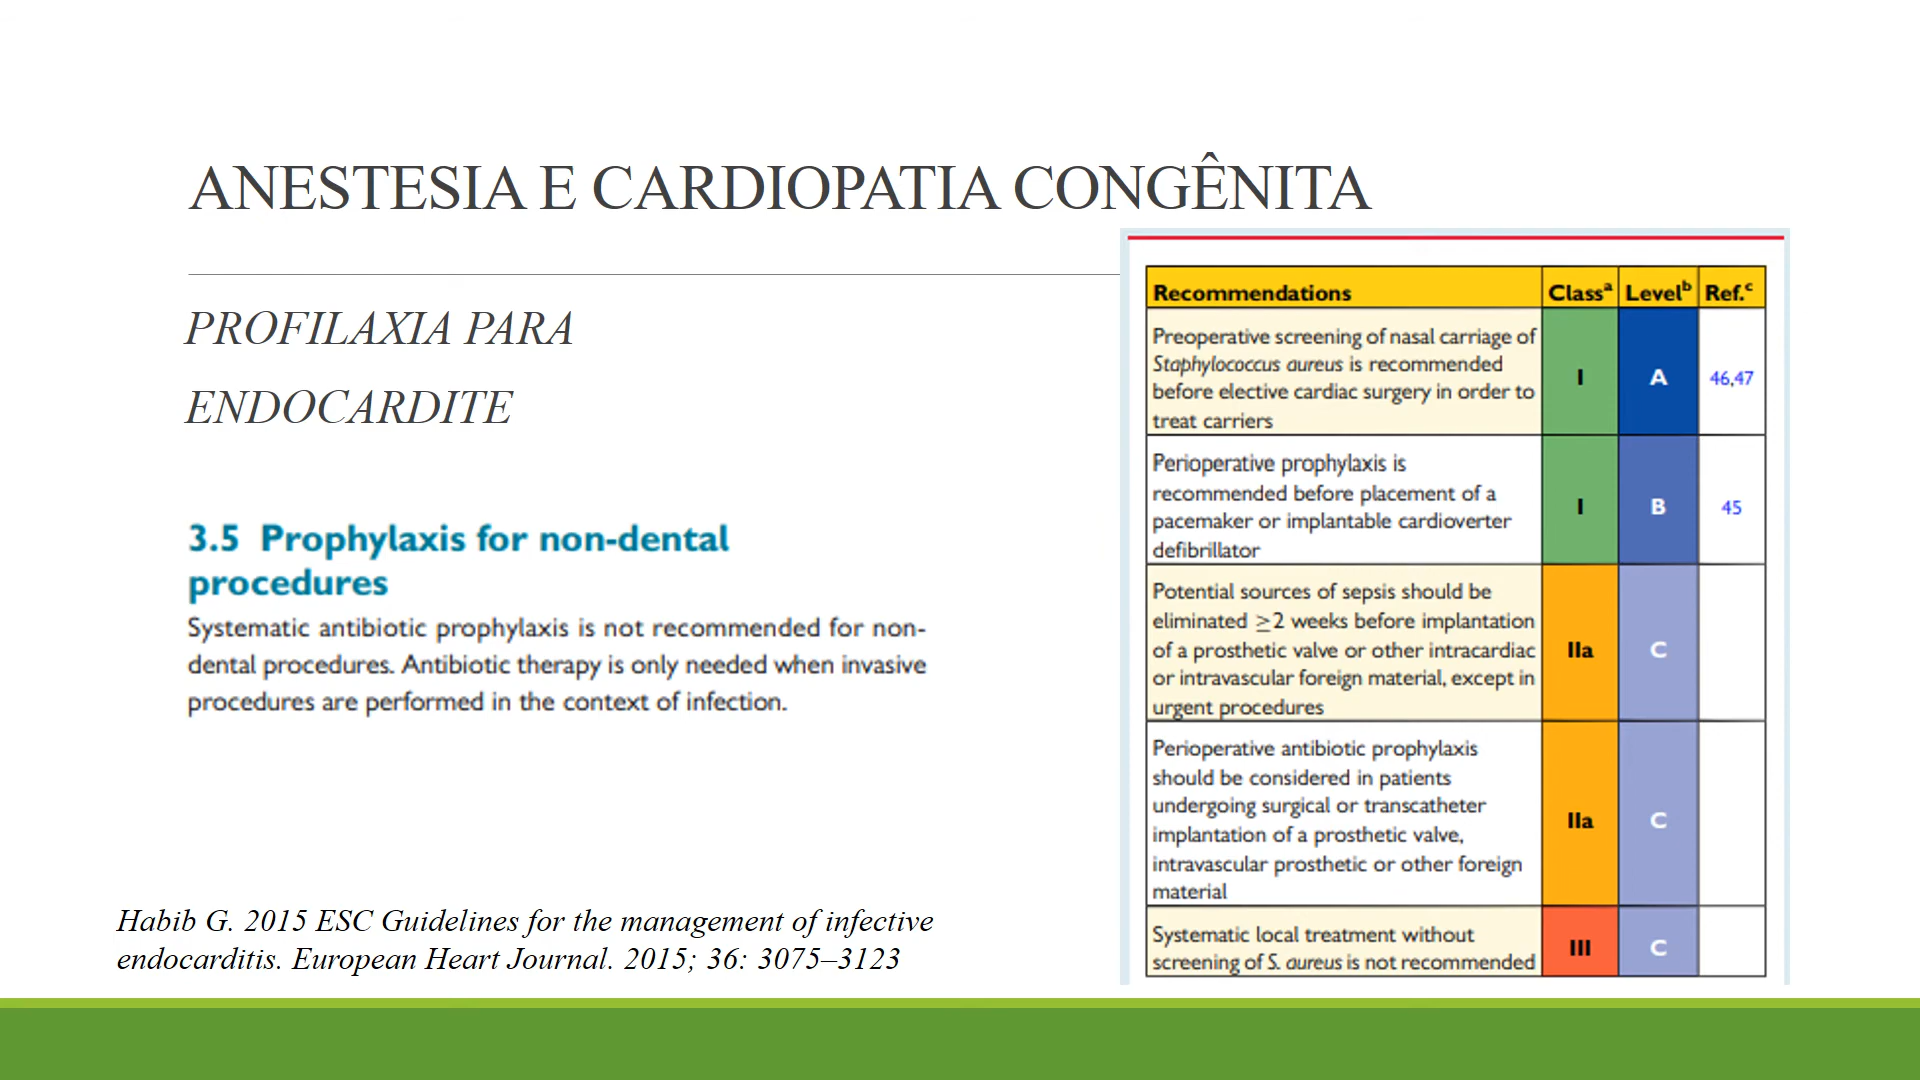 ANESTESIA E CARDIOPATIA CONGÊNITA
PROFILAXIA PARA
ENDOCARDITE
3.5 Prophylaxis for non-dental
procedures
Systematic antibiotic prophylaxis is not recommended for non-
dental procedures. Antibiotic therapy is only needed when invasive
procedures are performed in the context of infection.
Habib G. 2015 ESC Guidelines for the management of infective
endocarditis. European Heart Journal. 2015; 36: 3075–3123
Recommendations Classᵃ Levelᵇ Ref.ᶜ
Preoperative screening of nasal carriage of
Staphylococcus aureus is recommended
before elective cardiac surgery in order to
treat carriers
I A 46,47
Perioperative prophylaxis is
recommended before placement of a
pacemaker or implantable cardioverter
defibrillator
I B 45
Potential sources of sepsis should be
eliminated ≥2 weeks before implantation
of a prosthetic valve or other intracardiac
or intravascular foreign material, except in
urgent procedures
IIa C
Perioperative antibiotic prophylaxis
should be considered in patients
undergoing surgical or transcatheter
implantation of a prosthetic valve,
intravascular prosthetic or other foreign
material
IIa C
Systematic local treatment without
screening of S. aureus is not recommended
III C